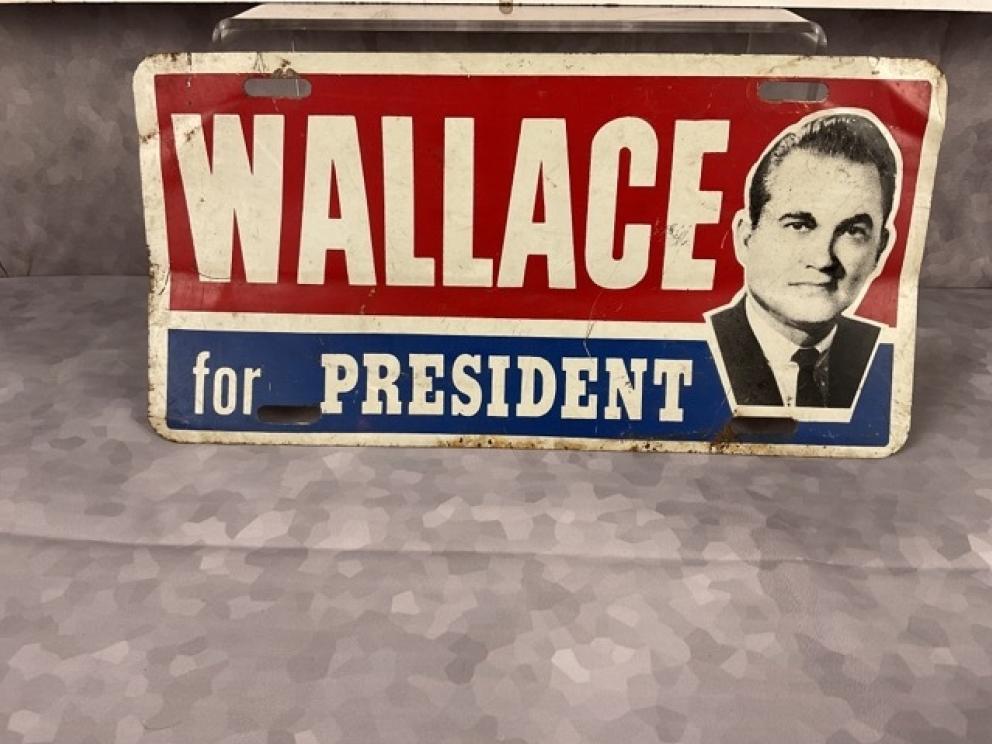 WALLACE
for PRESIDENT